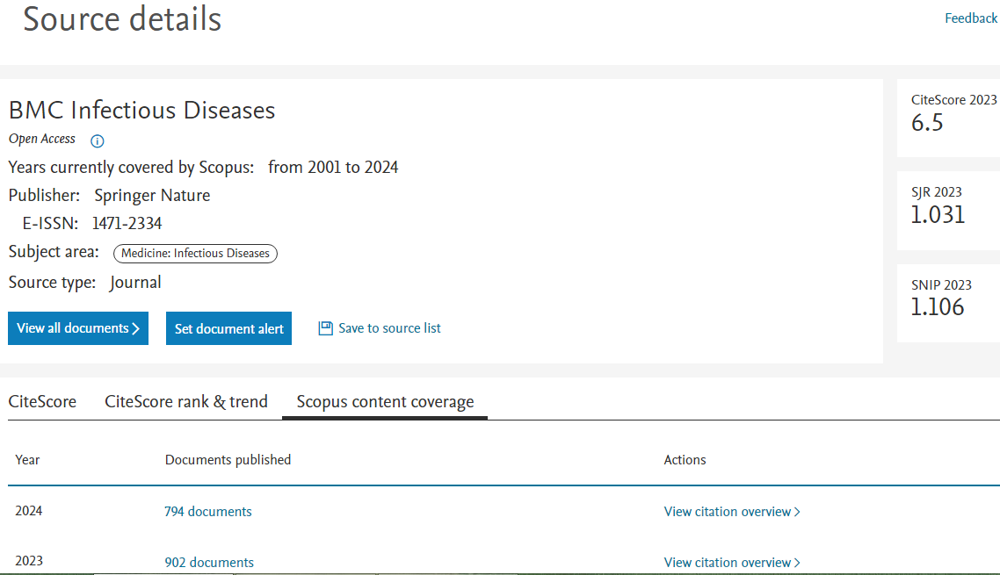 Source details
Feedback
BMC Infectious Diseases
Open Access
Years currently covered by Scopus: from 2001 to 2024
Publisher: Springer Nature
E-ISSN: 1471-2334
Subject area: Medicine: Infectious Diseases
Source type: Journal
View all documents >
Set document alert
Save to source list
CiteScore 2023
6.5
SJR 2023
1.031
SNIP 2023
1.106
CiteScore
CiteScore rank & trend
Scopus content coverage
Year Documents published Actions
2024 794 documents View citation overview >
2023 902 documents View citation overview >